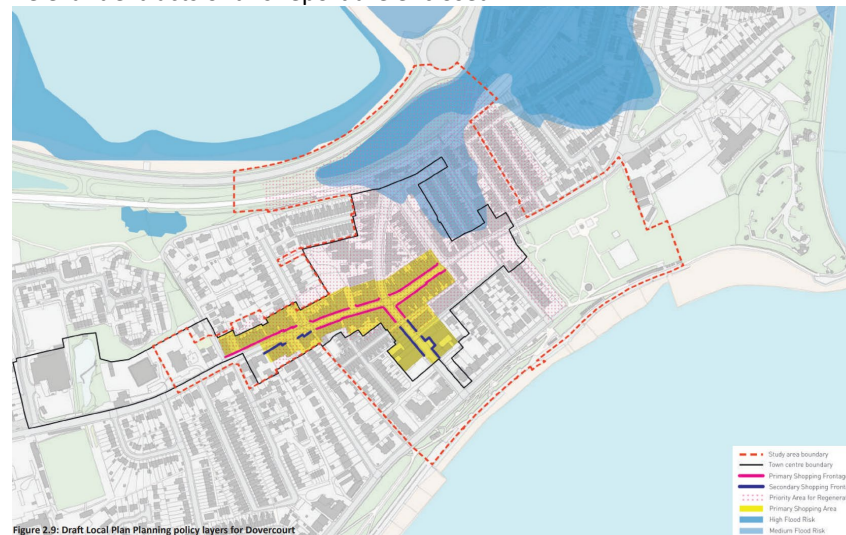 Figure 2.9: Draft Local Plan Planning policy layers for Dovercourt
Study area boundary
Town centre boundary
Primary Shopping Frontag
Secondary Shopping Front
Priority Area for Regenerat
Primary Shopping Area
High Flood Risk
Medium Flood Risk